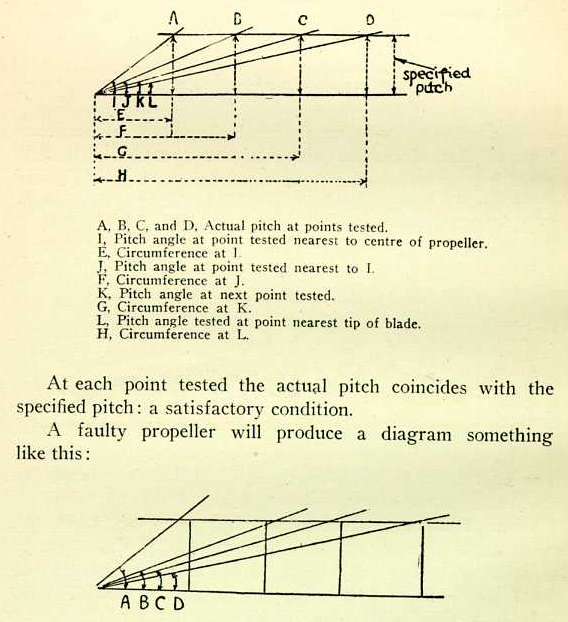 A B C D
specified
pitch
I J K L
E
F
G
H
A, B, C, and D, Actual pitch at points tested.
I, Pitch angle at point tested nearest to centre of propeller.
E, Circumference at I.
J, Pitch angle at point tested nearest to I.
F, Circumference at J.
K, Pitch angle at next point tested.
G, Circumference at K.
L, Pitch angle tested at point nearest tip of blade.
H, Circumference at L.
At each point tested the actual pitch coincides with the
specified pitch: a satisfactory condition.
A faulty propeller will produce a diagram something
like this:
A B C D